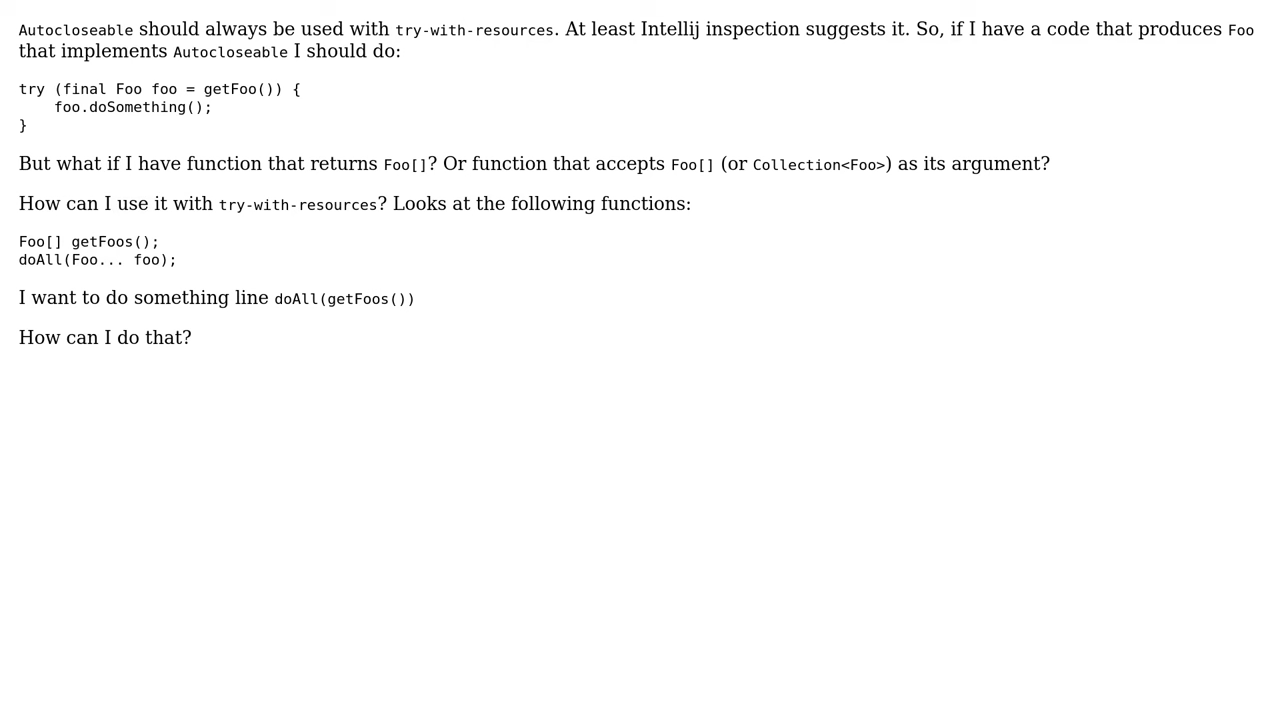 Autocloseable should always be used with try-with-resources. At least Intellij inspection suggests it. So, if I have a code that produces Foo
that implements Autocloseable I should do:
try (final Foo foo = getFoo()) {
    foo.doSomething();
}
But what if I have function that returns Foo[]? Or function that accepts Foo[] (or Collection<Foo>) as its argument?
How can I use it with try-with-resources? Looks at the following functions:
Foo[] getFoos();
doAll(Foo... foo);
I want to do something line doAll(getFoos())
How can I do that?